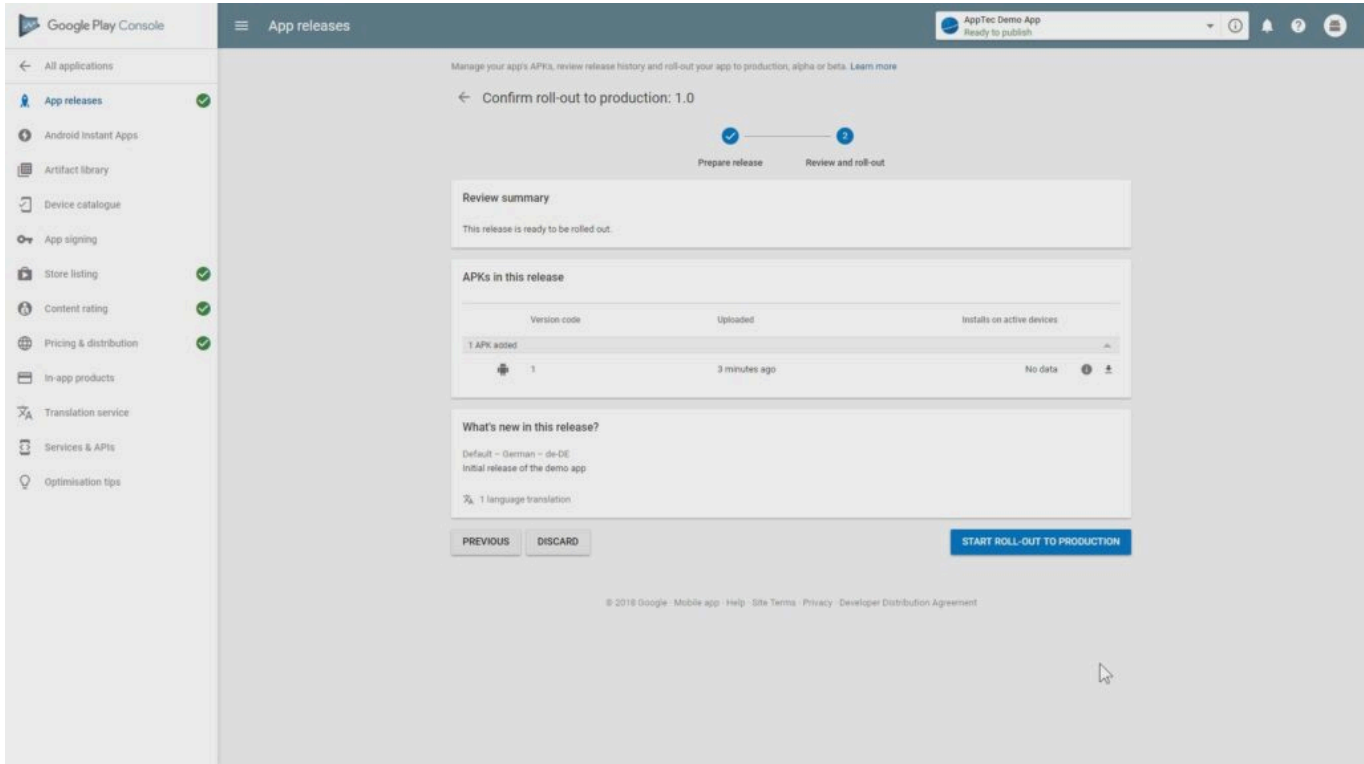 Google Play Console
App releases
AppTec Demo App
Ready to publish
All applications
App releases
Android Instant Apps
Artifact library
Device catalogue
App signing
Store listing
Content rating
Pricing & distribution
In-app products
Translation service
Services & APIs
Optimisation tips
Manage your app's APKs, review release history and roll-out your app to production, alpha or beta. Learn more
Confirm roll-out to production: 1.0
2
Prepare release Review and roll-out
Review summary
This release is ready to be rolled out.
APKs in this release
Version code Uploaded Installs on active devices
1 APK added
1 3 minutes ago No data
What's new in this release?
Default – German – de-DE
Initial release of the demo app
1 language translation
PREVIOUS DISCARD START ROLL-OUT TO PRODUCTION
© 2018 Google · Mobile app · Help · Site Terms · Privacy · Developer Distribution Agreement